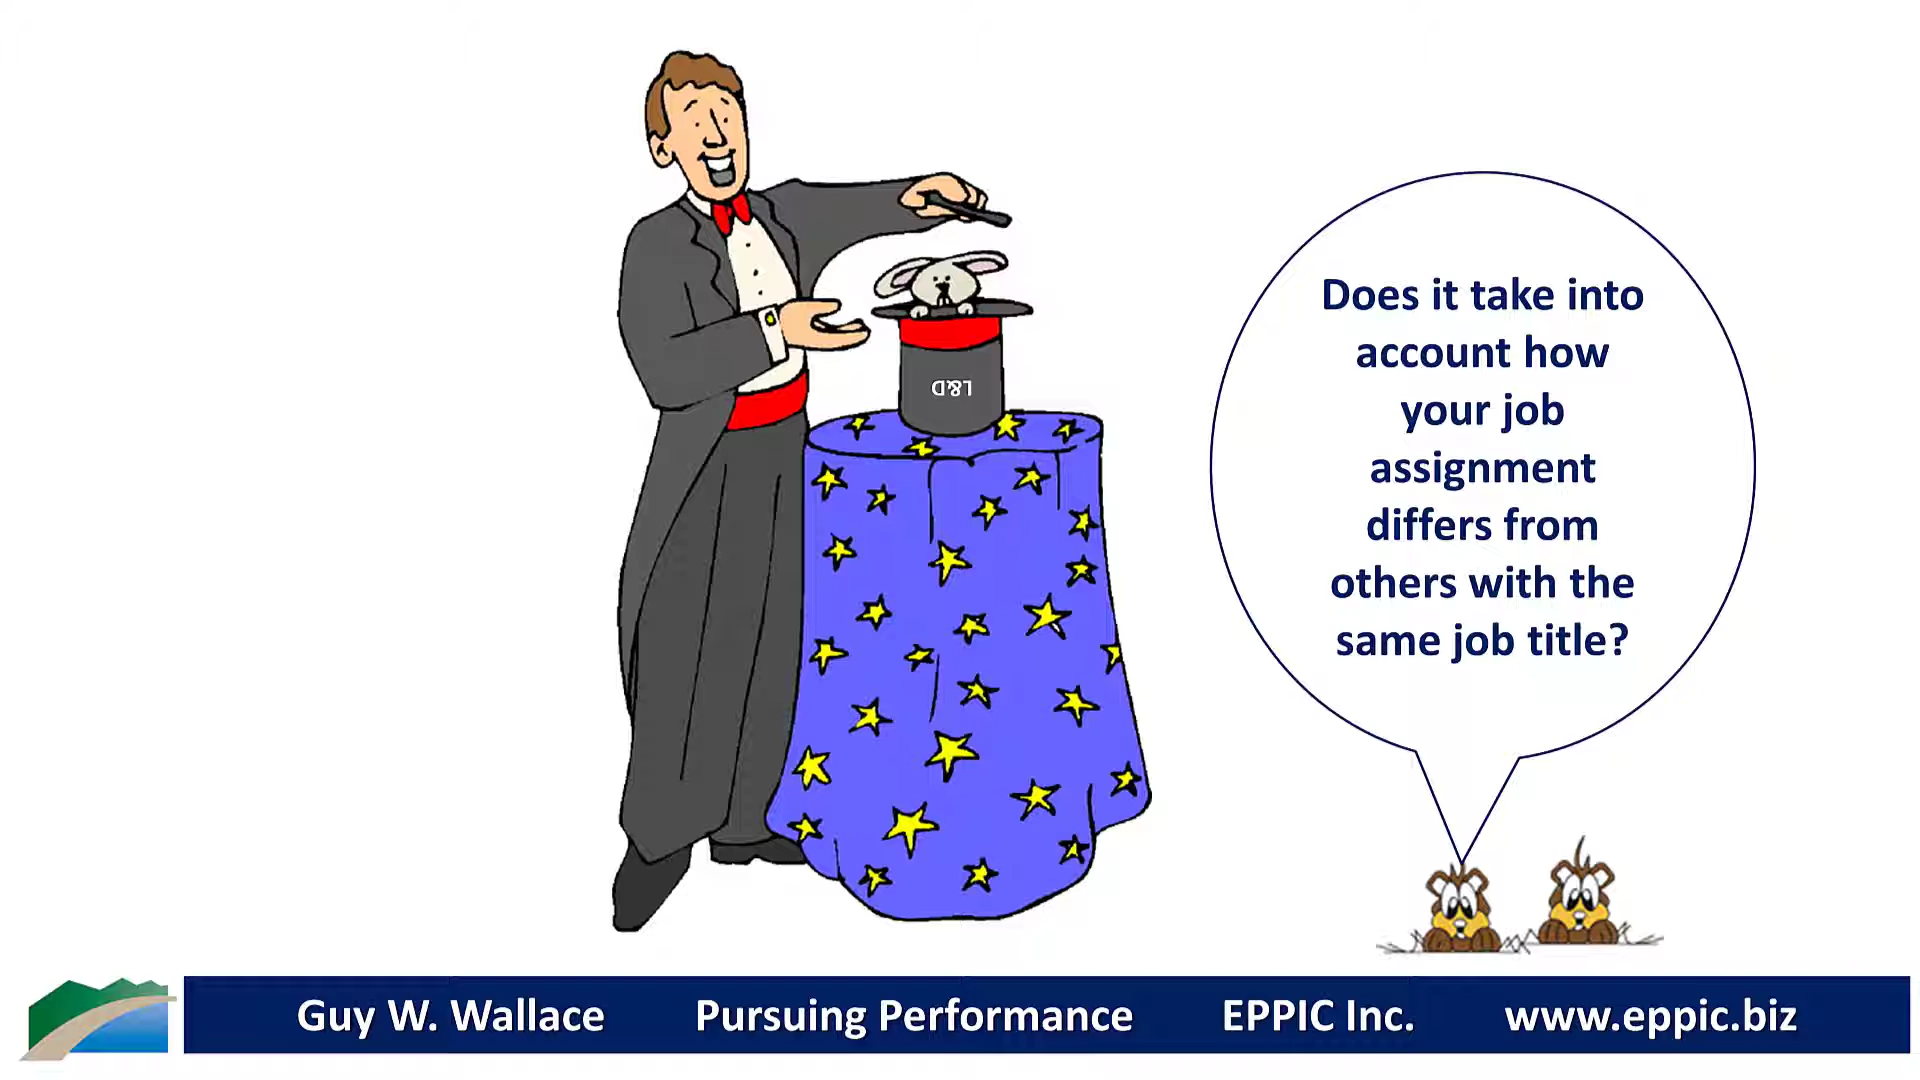 L&D
Does it take into
account how
your job
assignment
differs from
others with the
same job title?
Guy W. Wallace Pursuing Performance EPPIC Inc. www.eppic.biz